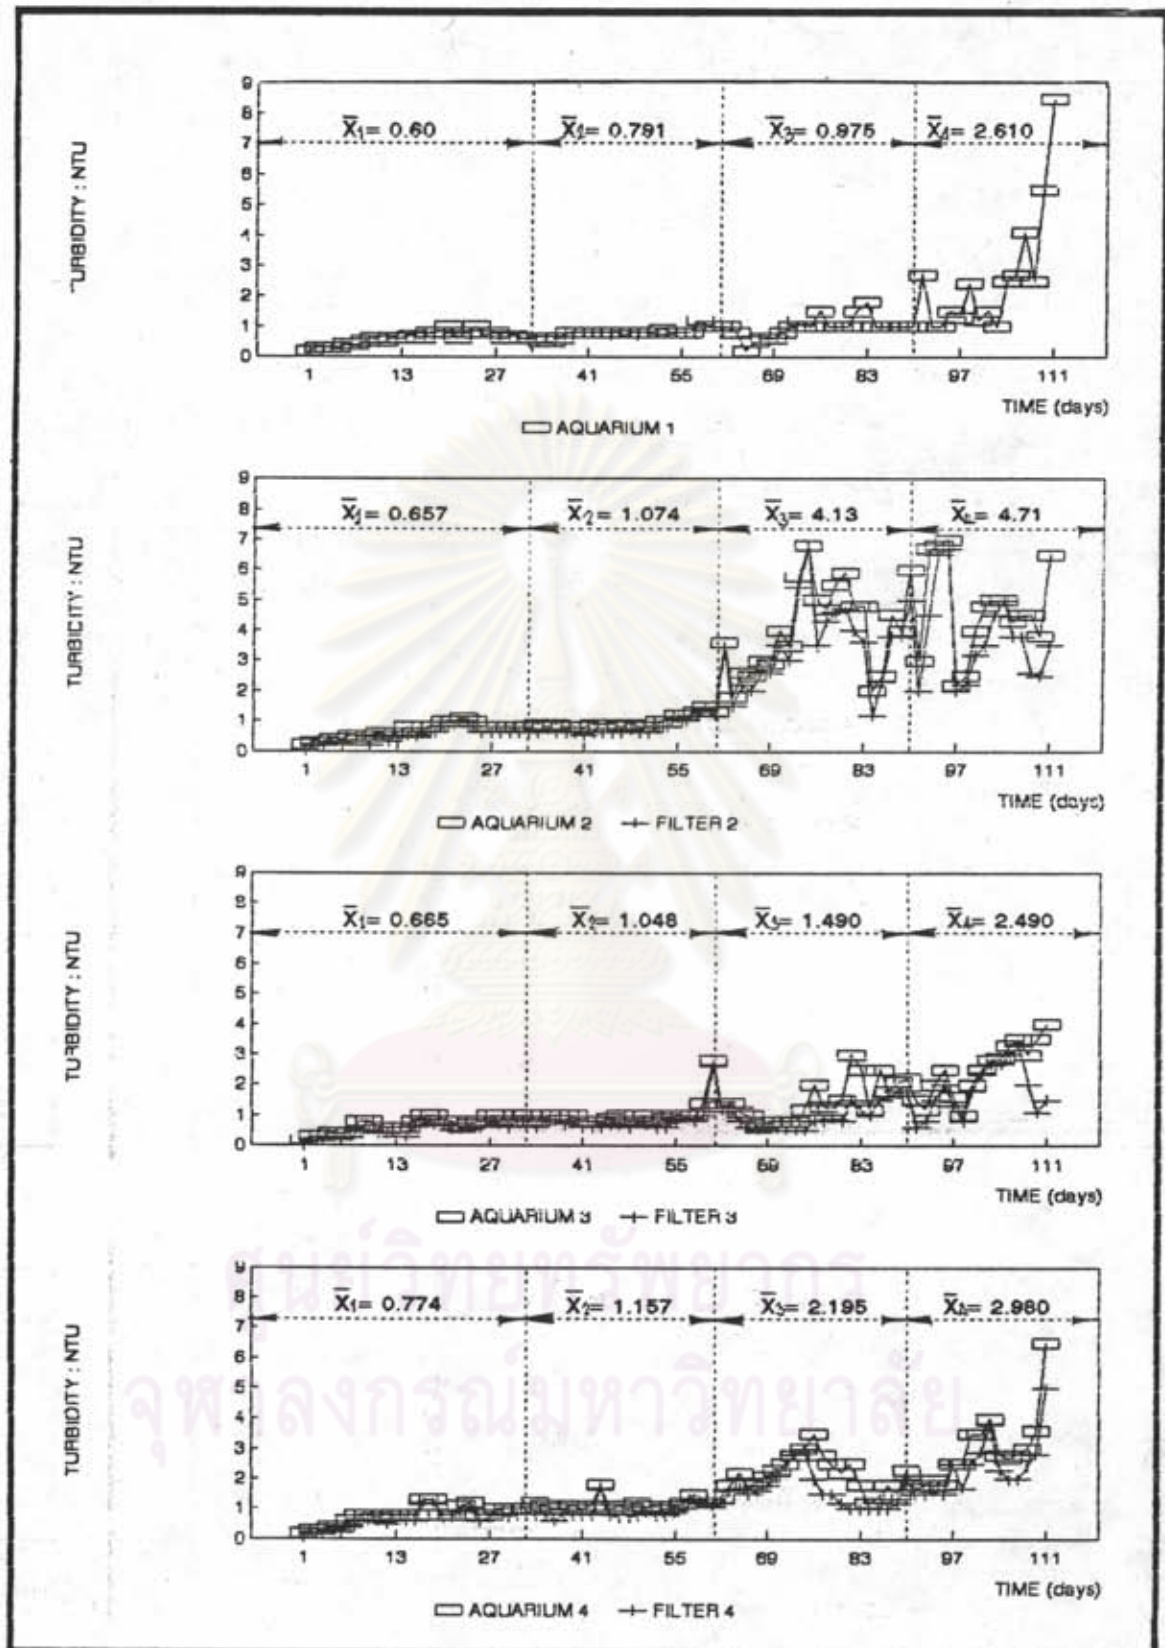 9
8
7
6
5
4
3
2
1
0
TURBIDITY : NTU
X̄1= 0.60 X̄2= 0.791 X̄3= 0.975 X̄4= 2.610
1 13 27 41 55 69 83 97 111
TIME (days)
AQUARIUM 1
9
8
7
6
5
4
3
2
1
0
TURBICITY : NTU
X̄1= 0.657 X̄2= 1.074 X̄3= 4.13 X̄4= 4.71
1 13 27 41 55 69 83 97 111
TIME (days)
AQUARIUM 2 FILTER 2
9
8
7
6
5
4
3
2
1
0
TURBIDITY : NTU
X̄1= 0.665 X̄2= 1.048 X̄3= 1.490 X̄4= 2.490
1 13 27 41 55 59 83 97 111
TIME (days)
AQUARIUM 3 FILTER 3
ศูนย์วิทยทรัพยากร
9
8
7
6
5
4
3
2
1
0
TURBIDITY : NTU
X̄1= 0.774 X̄2= 1.157 X̄3= 2.195 X̄4= 2.980
จุฬาลงกรณ์มหาวิทยาลัย
1 13 27 41 55 69 83 97 111
TIME (days)
AQUARIUM 4 FILTER 4